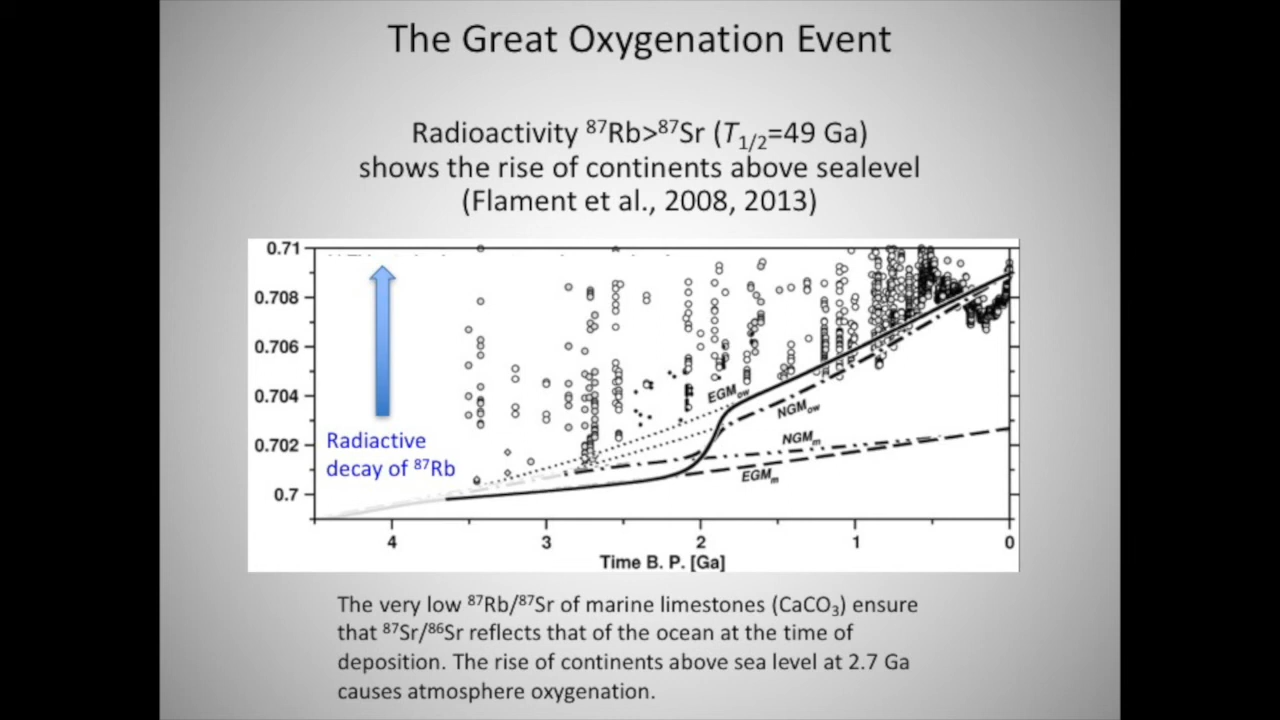 The Great Oxygenation Event
Radioactivity ⁸⁷Rb>⁸⁷Sr (T₁/₂=49 Ga)
shows the rise of continents above sealevel
(Flament et al., 2008, 2013)
0.71
0.708
0.706
0.704
0.702
0.7
Radiactive
decay of ⁸⁷Rb
EGMow
NGMow
NGMm
EGMm
4 3 2 1 0
Time B. P. [Ga]
The very low ⁸⁷Rb/⁸⁷Sr of marine limestones (CaCO₃) ensure
that ⁸⁷Sr/⁸⁶Sr reflects that of the ocean at the time of
deposition. The rise of continents above sea level at 2.7 Ga
causes atmosphere oxygenation.